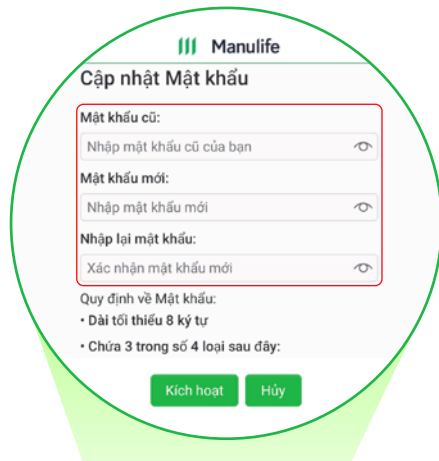 Manulife
Cập nhật Mật khẩu
Mật khẩu cũ:
Nhập mật khẩu cũ của bạn
Mật khẩu mới:
Nhập mật khẩu mới
Nhập lại mật khẩu:
Xác nhận mật khẩu mới
Quy định về Mật khẩu:
• Dài tối thiểu 8 ký tự
• Chứa 3 trong số 4 loại sau đây:
Kích hoạt Hủy